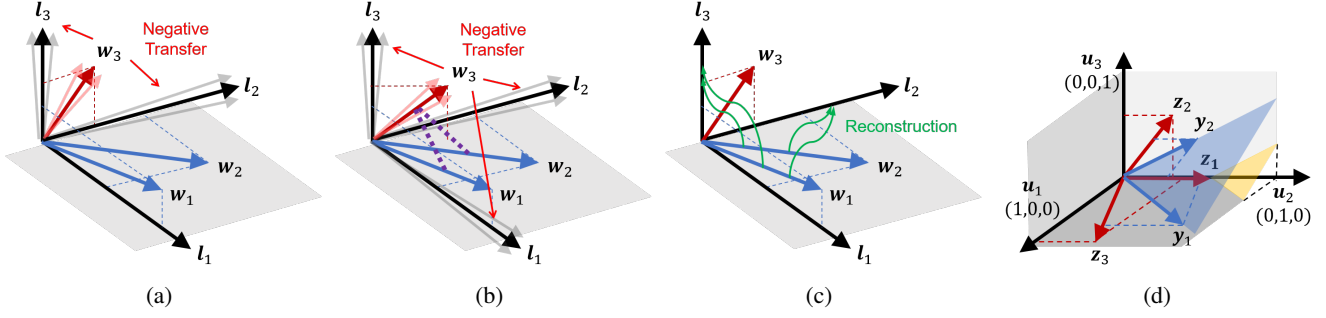 l3
Negative
Transfer
w3
l2
w2
w1
l1
(a)
l3
Negative
Transfer
w3
l2
w2
w1
l1
(b)
l3
w3
l2
Reconstruction
w2
w1
l1
(c)
u3
(0,0,1)
z2
y2
z1
u1
(1,0,0)
u2
(0,1,0)
y1
z3
(d)